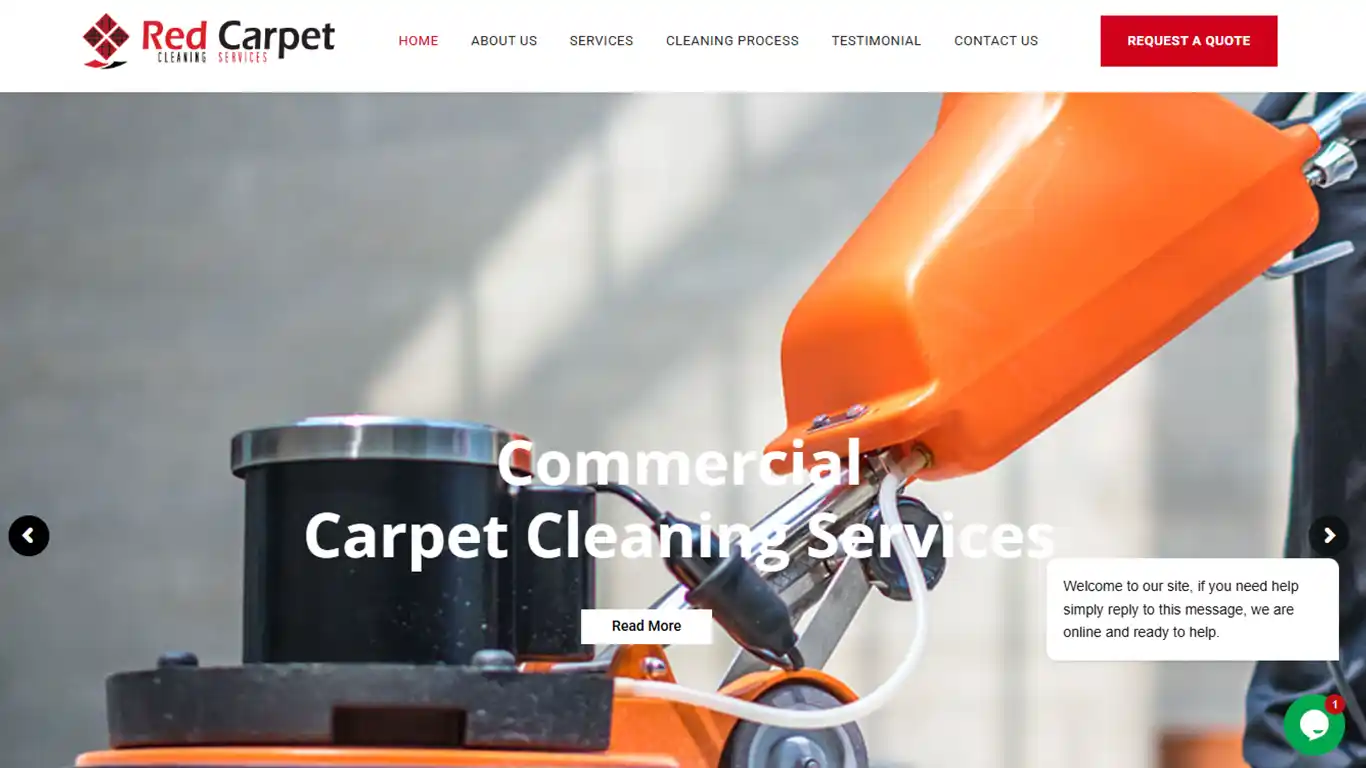 Red Carpet
CLEANING SERVICES
HOME
ABOUT US
SERVICES
CLEANING PROCESS
TESTIMONIAL
CONTACT US
REQUEST A QUOTE
Commercial
Carpet Cleaning Services
Read More
Welcome to our site, if you need help
simply reply to this message, we are
online and ready to help.
1